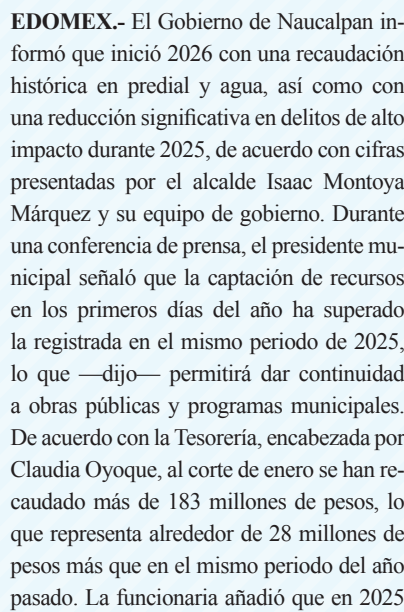 EDOMEX.- El Gobierno de Naucalpan in-
formó que inició 2026 con una recaudación
histórica en predial y agua, así como con
una reducción significativa en delitos de alto
impacto durante 2025, de acuerdo con cifras
presentadas por el alcalde Isaac Montoya
Márquez y su equipo de gobierno. Durante
una conferencia de prensa, el presidente mu-
nicipal señaló que la captación de recursos
en los primeros días del año ha superado
la registrada en el mismo periodo de 2025,
lo que —dijo— permitirá dar continuidad
a obras públicas y programas municipales.
De acuerdo con la Tesorería, encabezada por
Claudia Oyoque, al corte de enero se han re-
caudado más de 183 millones de pesos, lo
que representa alrededor de 28 millones de
pesos más que en el mismo periodo del año
pasado. La funcionaria añadió que en 2025